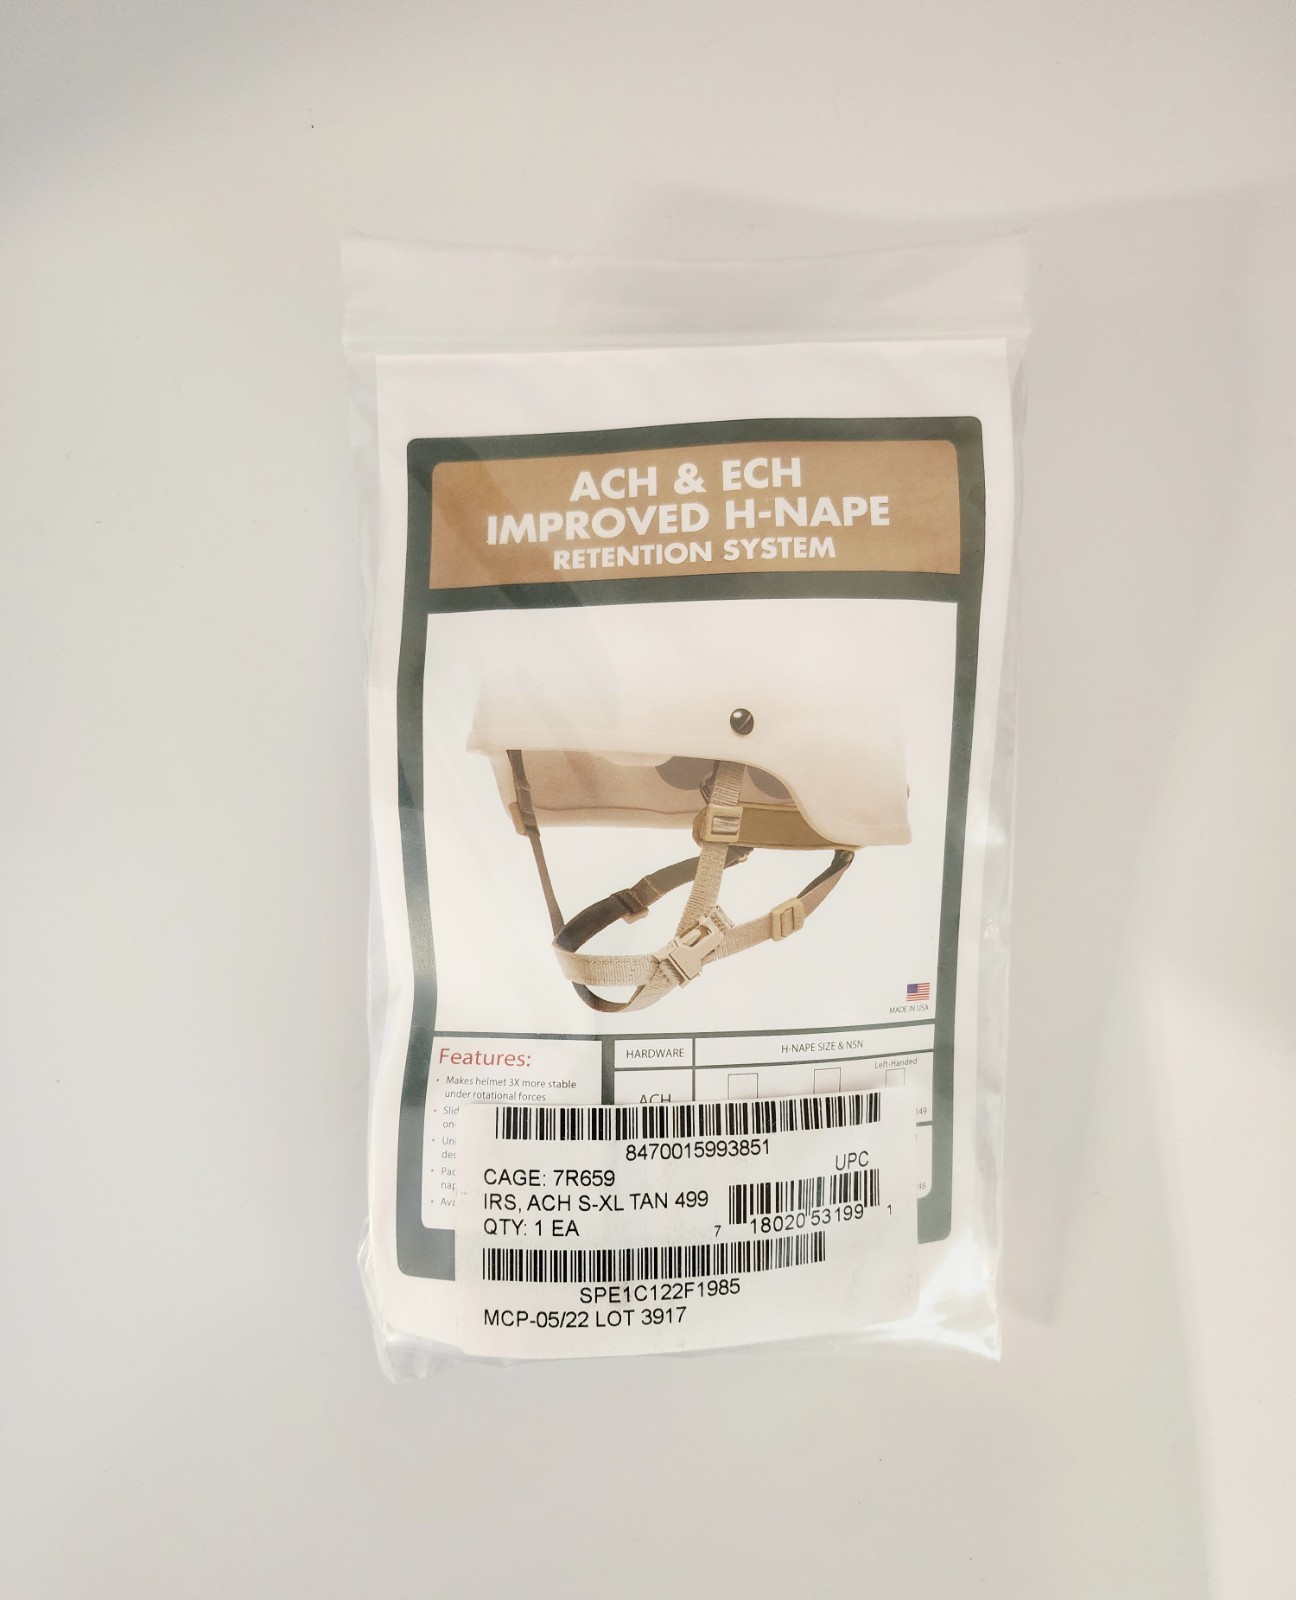 ACH & ECH
IMPROVED H-NAPE
RETENTION SYSTEM
MADE IN USA
Features:
• Makes helmet 3X more stable
under rotational forces
HARDWARE
H-NAPE SIZE & NSN
Left-Handed
ACH
8470015993851
CAGE: 7R659
UPC
IRS, ACH S-XL TAN 499
QTY: 1 EA
7 18020 53199 1
SPE1C122F1985
MCP-05/22 LOT 3917